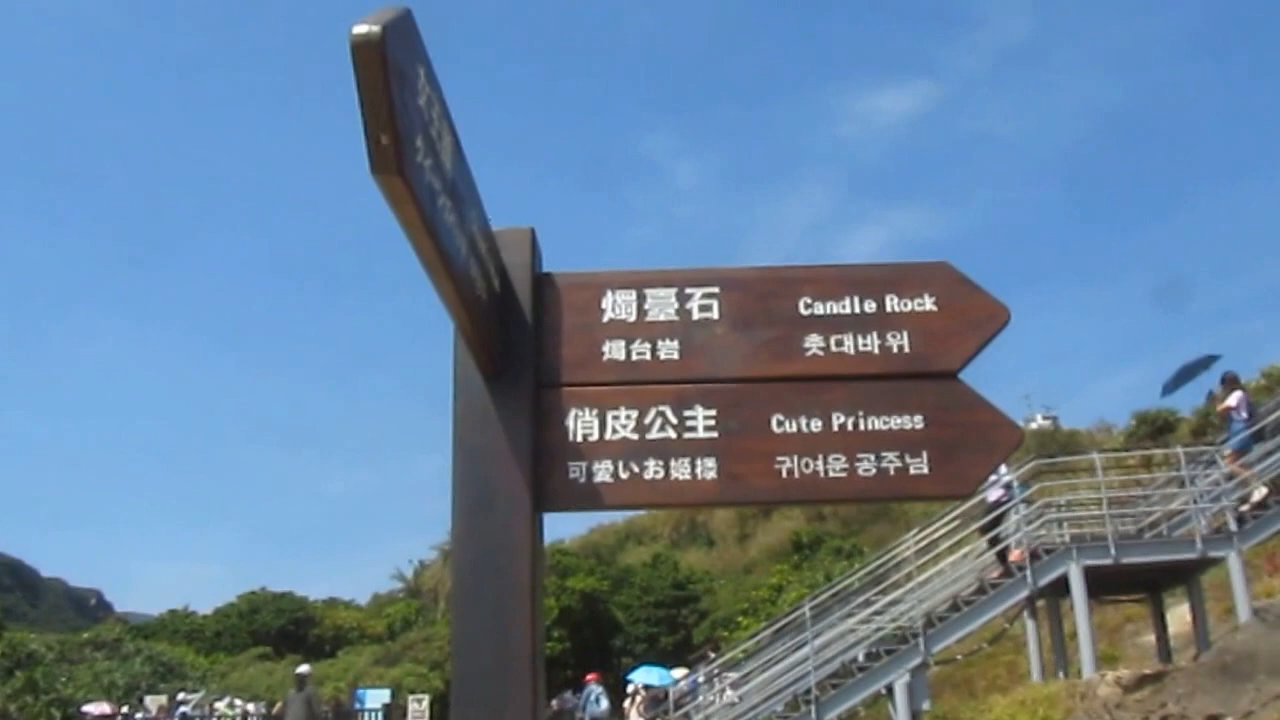 燭臺石 Candle Rock
燭台岩 촛대바위
俏皮公主 Cute Princess
可愛いお姫様 귀여운 공주님